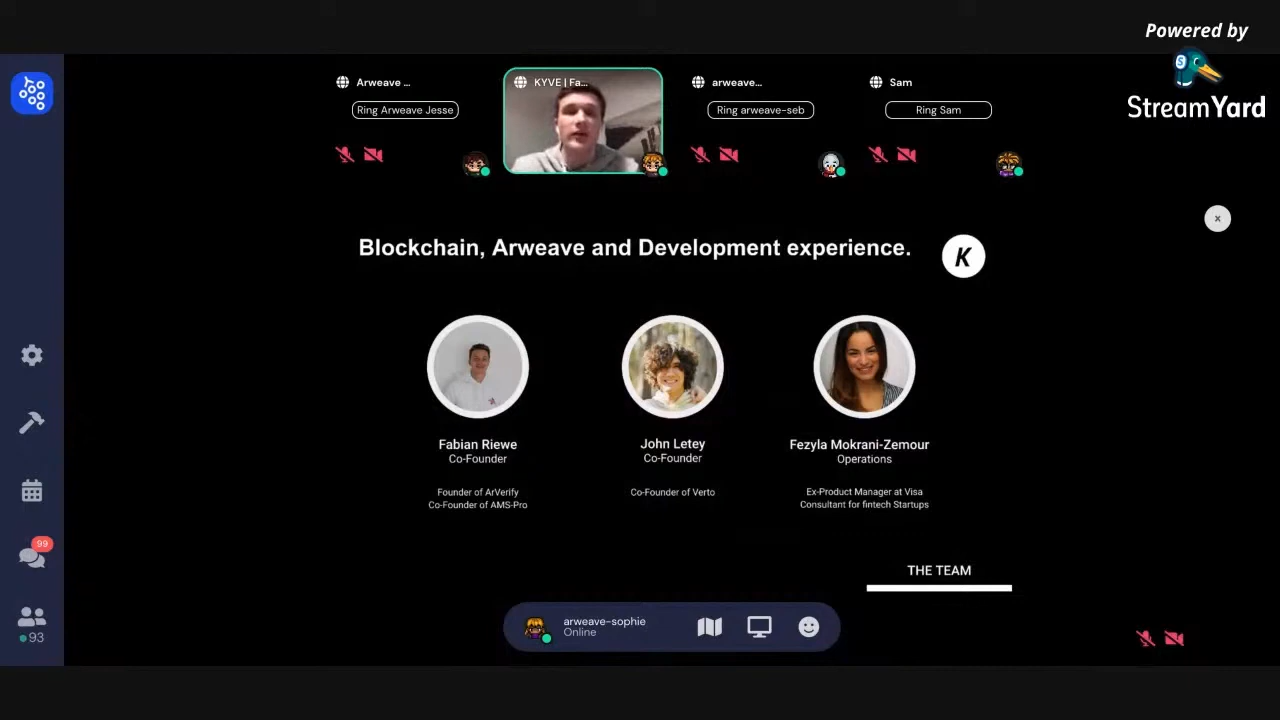 Powered by
StreamYard
Arweave ...
KYVE | Fa...
arweave...
Sam
Ring Arweave Jesse
Ring arweave-seb
Ring Sam
×
Blockchain, Arweave and Development experience.
K
Fabian Riewe
Co-Founder
Founder of ArVerify
Co-Founder of AMS-Pro
John Letey
Co-Founder
Co-Founder of Verto
Fezyla Mokrani-Zemour
Operations
Ex-Product Manager at Visa
Consultant for fintech Startups
THE TEAM
99
93
arweave-sophie
Online